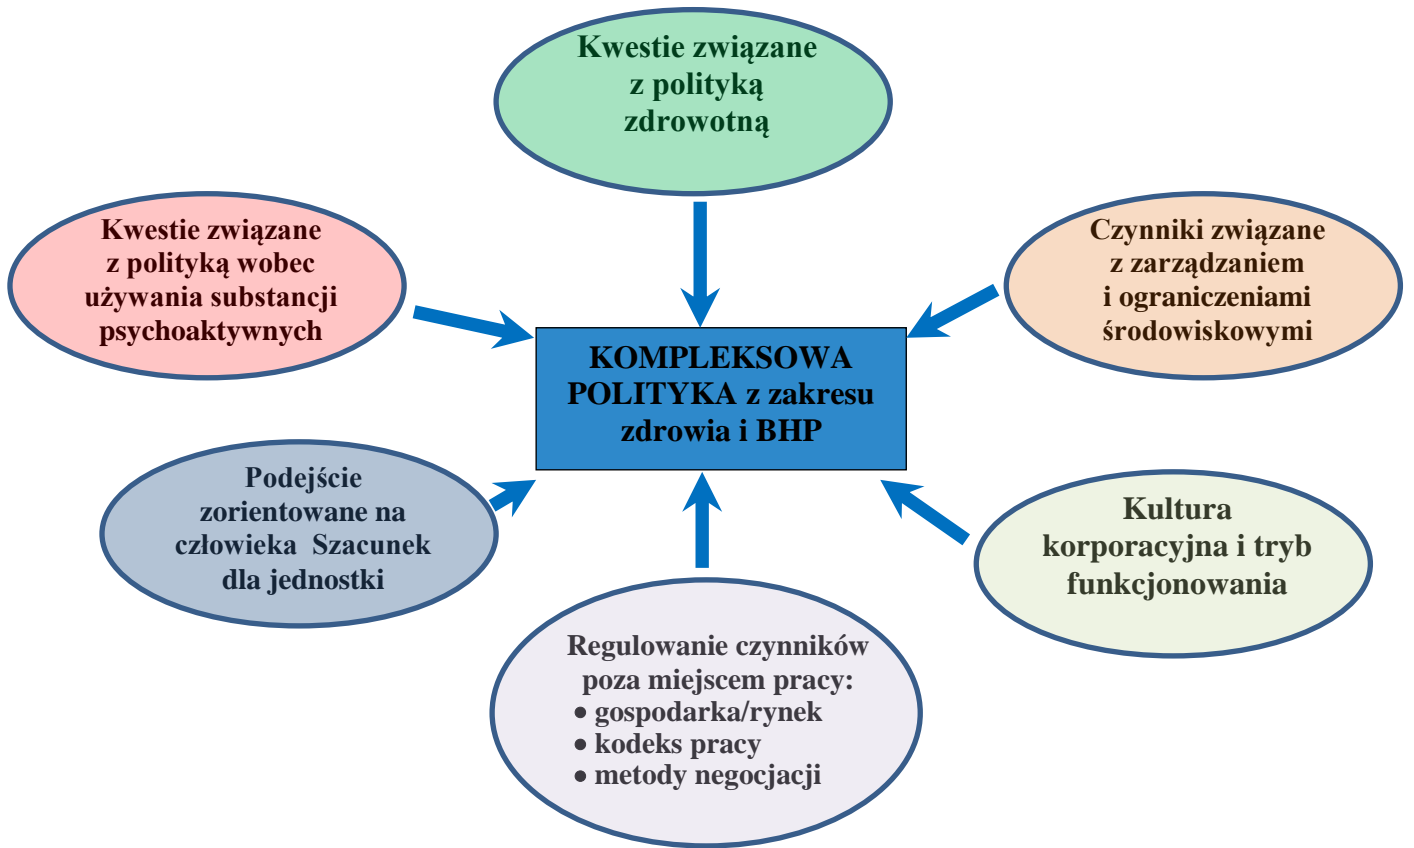 Kwestie związane
z polityką
zdrowotną
Kwestie związane
z polityką wobec
używania substancji
psychoaktywnych
Czynniki związane
z zarządzaniem
i ograniczeniami
środowiskowymi
KOMPLEKSOWA
POLITYKA z zakresu
zdrowia i BHP
Podejście
zorientowane na
człowieka  Szacunek
dla jednostki
Kultura
korporacyjna i tryb
funkcjonowania
Regulowanie czynników
poza miejscem pracy:
• gospodarka/rynek
• kodeks pracy
• metody negocjacji